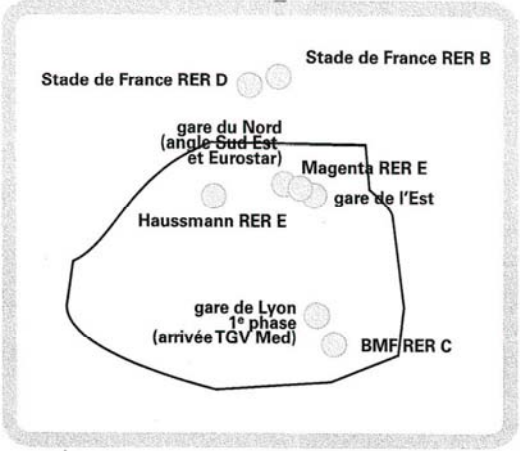 Stade de France RER B
Stade de France RER D
gare du Nord
(angle Sud Est
et Eurostar)
Magenta RER E
gare de l'Est
Haussmann RER E
gare de Lyon
1e phase
(arrivée TGV Med)
BMF RER C